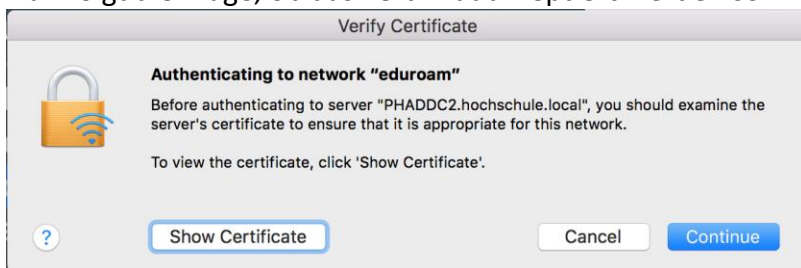 Verify Certificate
Authenticating to network “eduroam”
Before authenticating to server "PHADDC2.hochschule.local", you should examine the
server's certificate to ensure that it is appropriate for this network.
To view the certificate, click 'Show Certificate'.
?
Show Certificate
Cancel
Continue